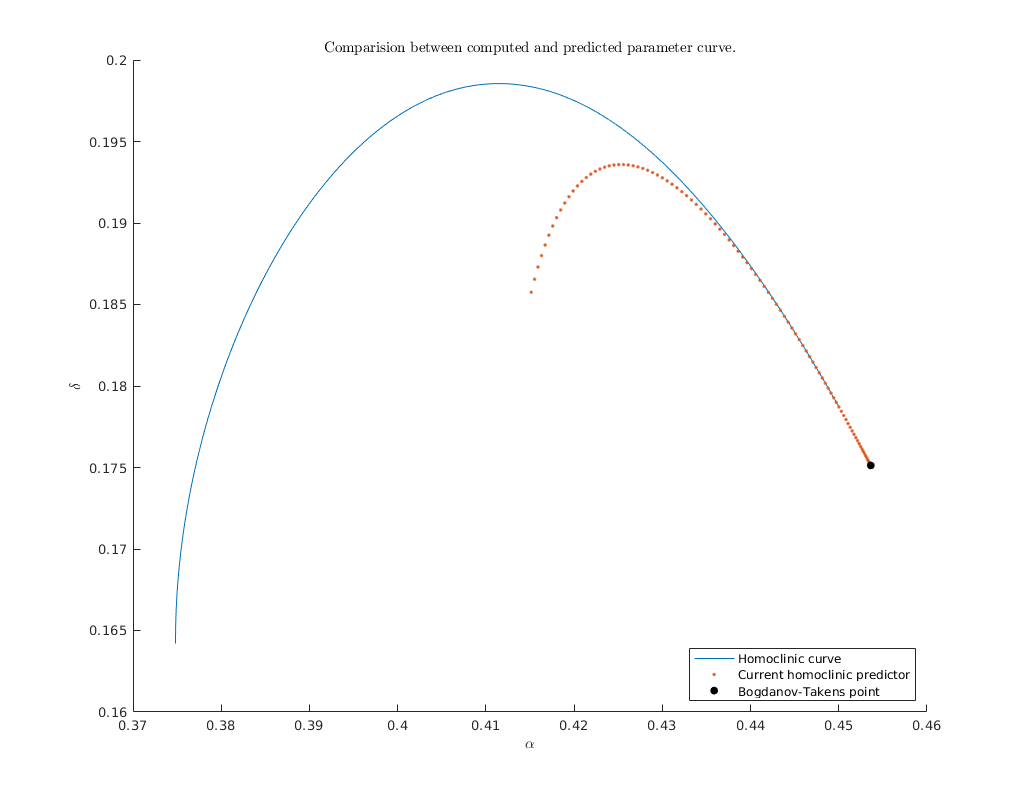 Comparision between computed and predicted parameter curve.
0.2
0.195
0.19
0.185
δ
0.18
0.175
0.17
0.165
0.16
0.37 0.38 0.39 0.4 0.41 0.42 0.43 0.44 0.45 0.46
α
Homoclinic curve
Current homoclinic predictor
Bogdanov-Takens point